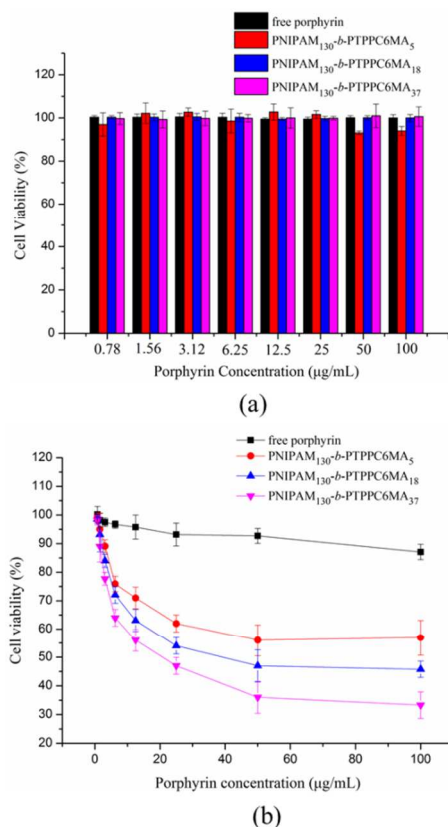 free porphyrin
PNIPAM130-b-PTPPC6MA5
PNIPAM130-b-PTPPC6MA18
PNIPAM130-b-PTPPC6MA37
Cell Viability (%)
120
100
80
60
40
20
0
0.78 1.56 3.12 6.25 12.5 25 50 100
Porphyrin Concentration (μg/mL)
(a)
free porphyrin
PNIPAM130-b-PTPPC6MA5
PNIPAM130-b-PTPPC6MA18
PNIPAM130-b-PTPPC6MA37
Cell viability (%)
120
110
100
90
80
70
60
50
40
30
20
0 20 40 60 80 100
Porphyrin concentration (μg/mL)
(b)